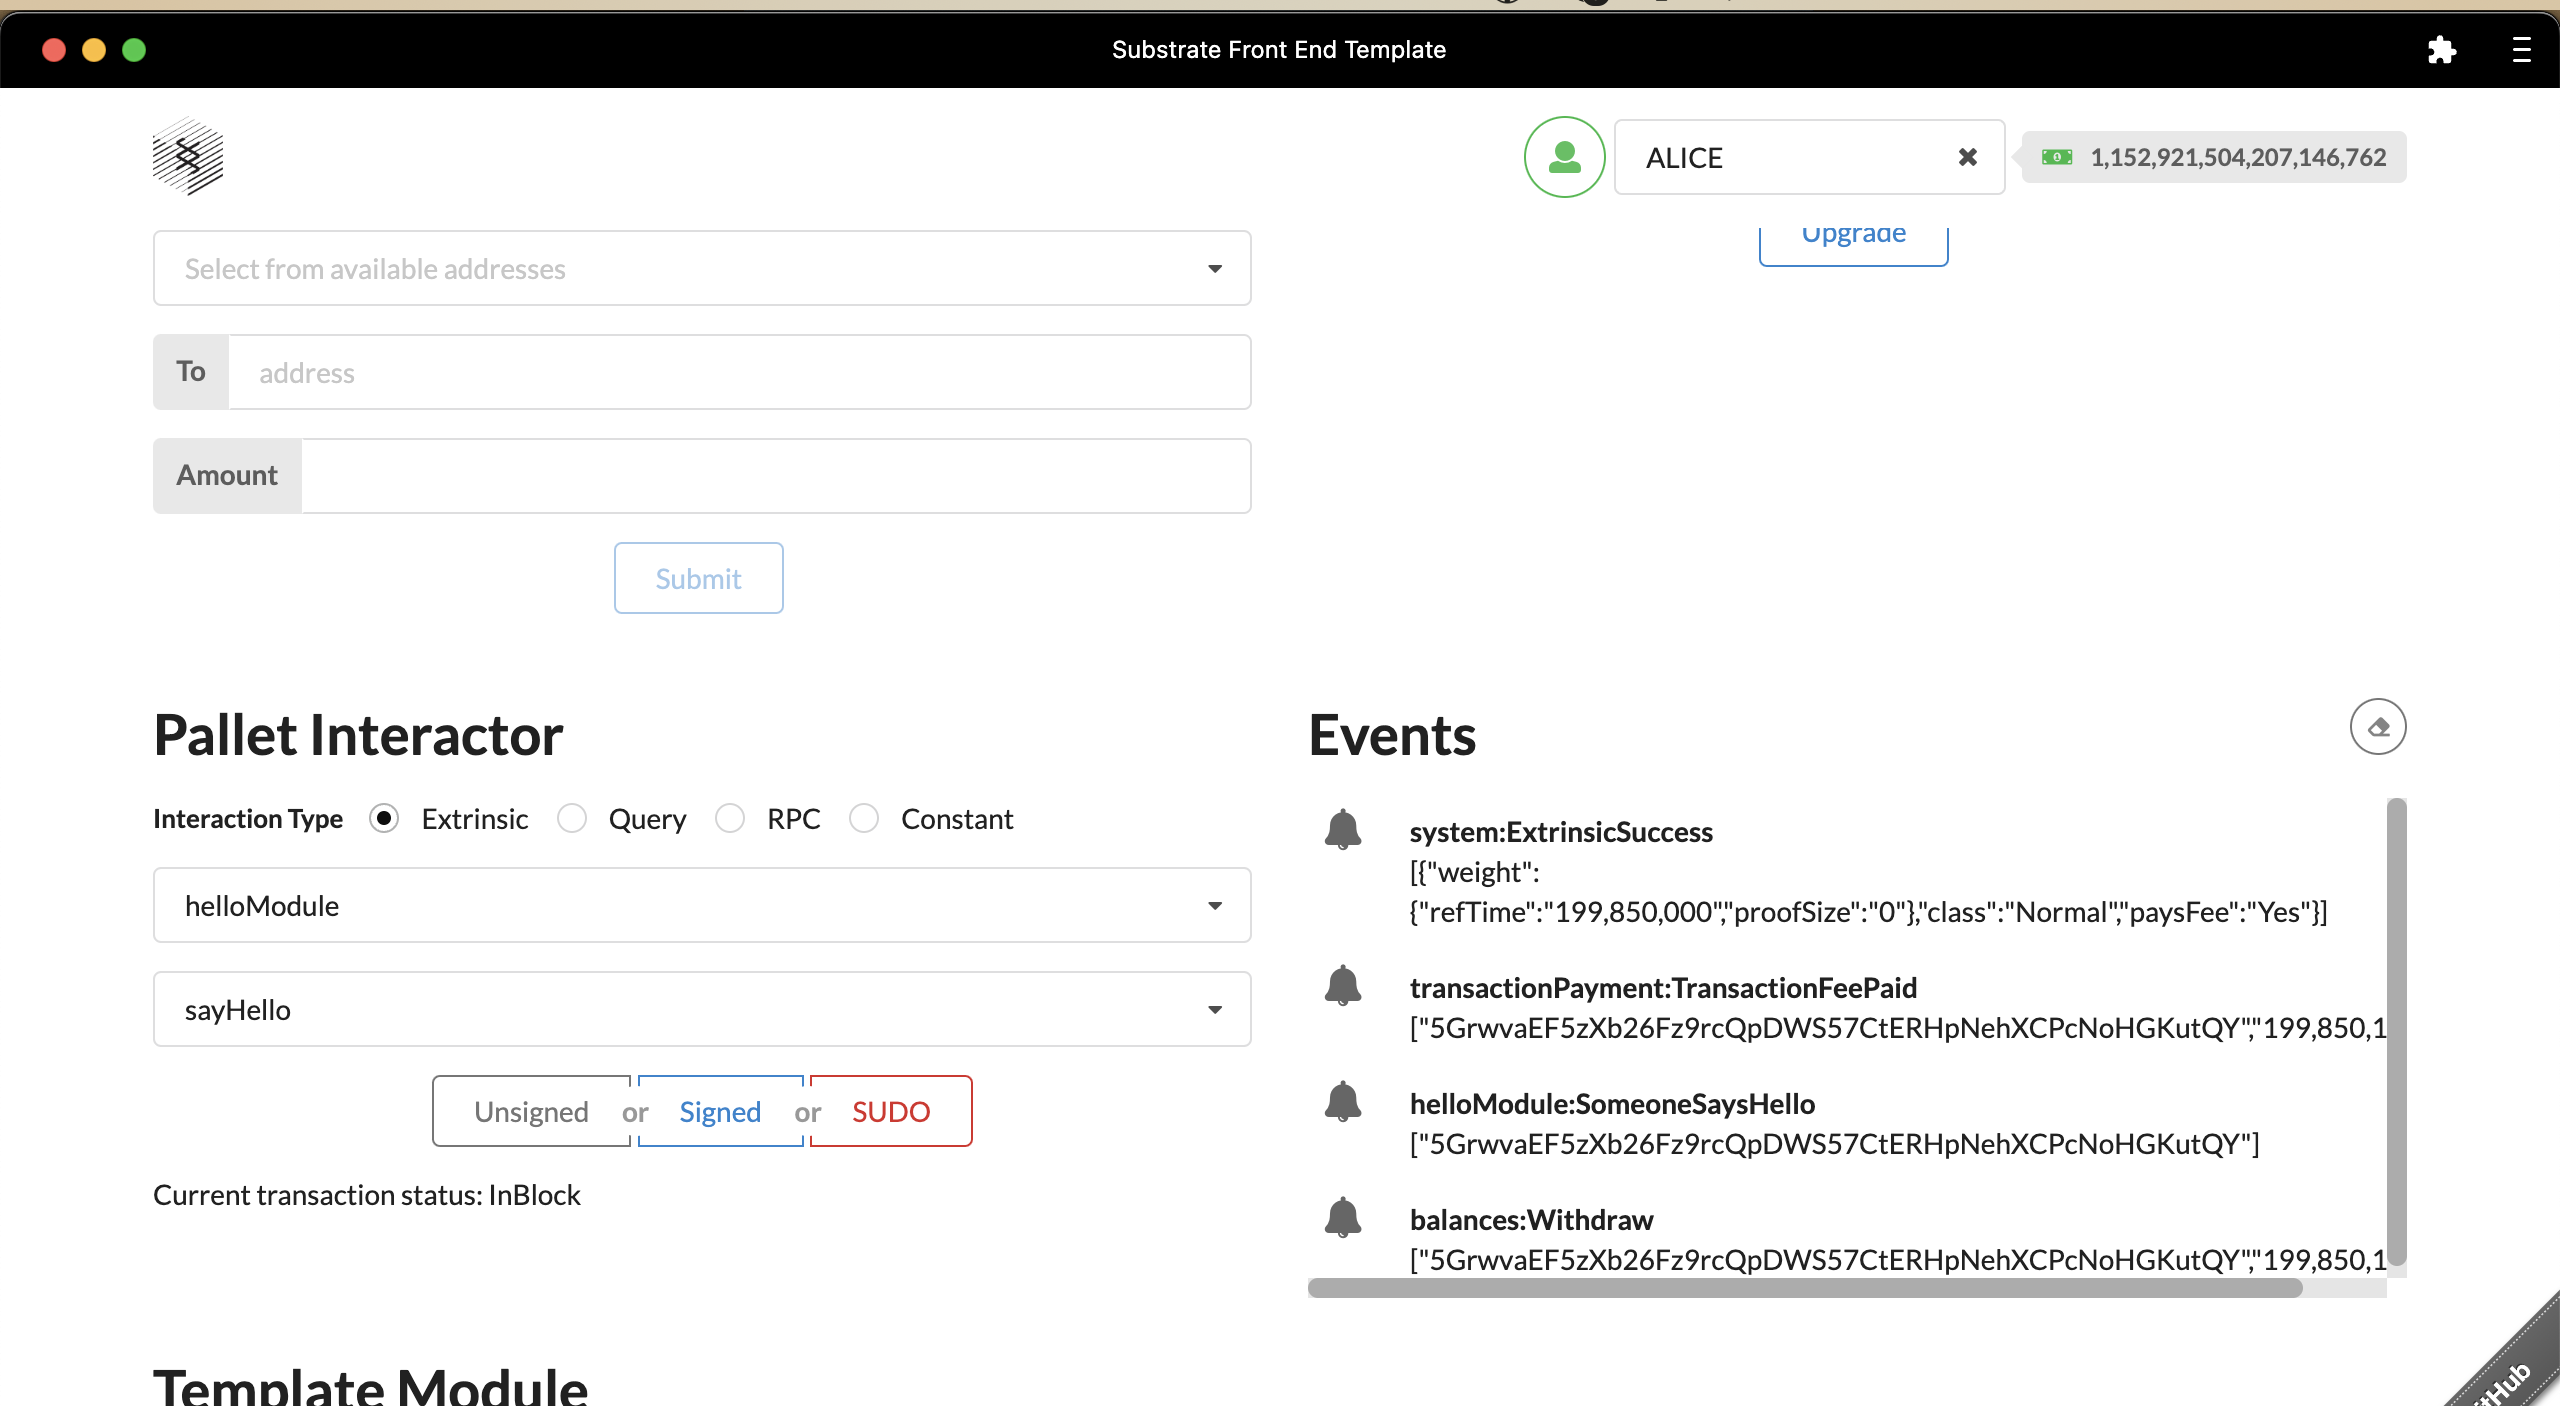 Substrate Front End Template
ALICE
1,152,921,504,207,146,762
Upgrade
Select from available addresses
To
address
Amount
Submit
Pallet Interactor
Interaction Type
Extrinsic
Query
RPC
Constant
helloModule
sayHello
Unsigned or Signed or SUDO
Current transaction status: InBlock
Events
system:ExtrinsicSuccess
[{"weight":
{"refTime":"199,850,000","proofSize":"0"},"class":"Normal","paysFee":"Yes"}]
transactionPayment:TransactionFeePaid
["5GrwvaEF5zXb26Fz9rcQpDWS57CtERHpNehXCPcNoHGKutQY","199,850,1
helloModule:SomeoneSaysHello
["5GrwvaEF5zXb26Fz9rcQpDWS57CtERHpNehXCPcNoHGKutQY"]
balances:Withdraw
["5GrwvaEF5zXb26Fz9rcQpDWS57CtERHpNehXCPcNoHGKutQY","199,850,1
Template Module